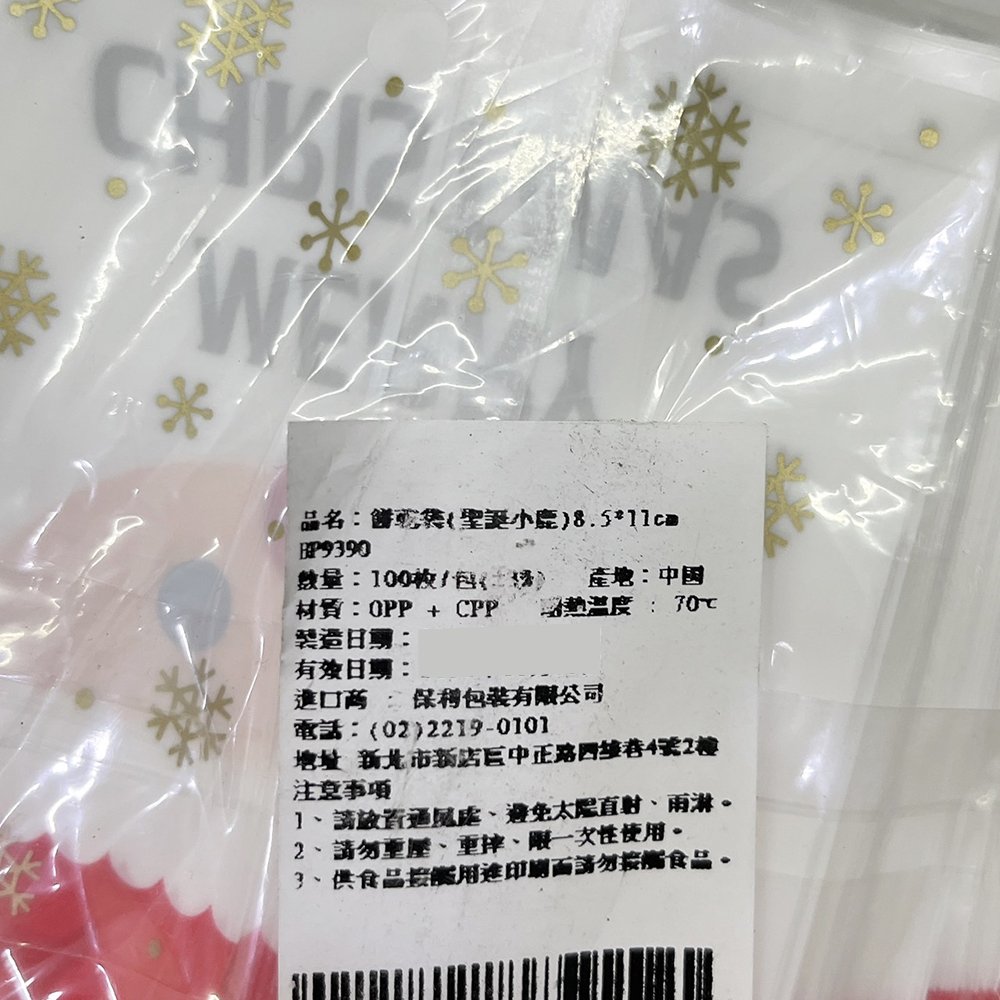 CHRIS
MAS
MERRY
品名：餅乾袋(聖誕小鹿)8.5*11cm
BP9390
數量：100枚/包(±3%) 產地：中国
材質：OPP + CPP 耐熱溫度：70℃
製造日期：
有效日期：
進口商：保利包裝有限公司
電話：(02)2219-0101
地址 新北市新店區中正路四維巷4號2樓
注意事項
1、請放置通風處、避免太陽直射、雨淋。
2、請勿重壓、重摔、限一次性使用。
3、供食品接觸用途印刷面請勿接觸食品。